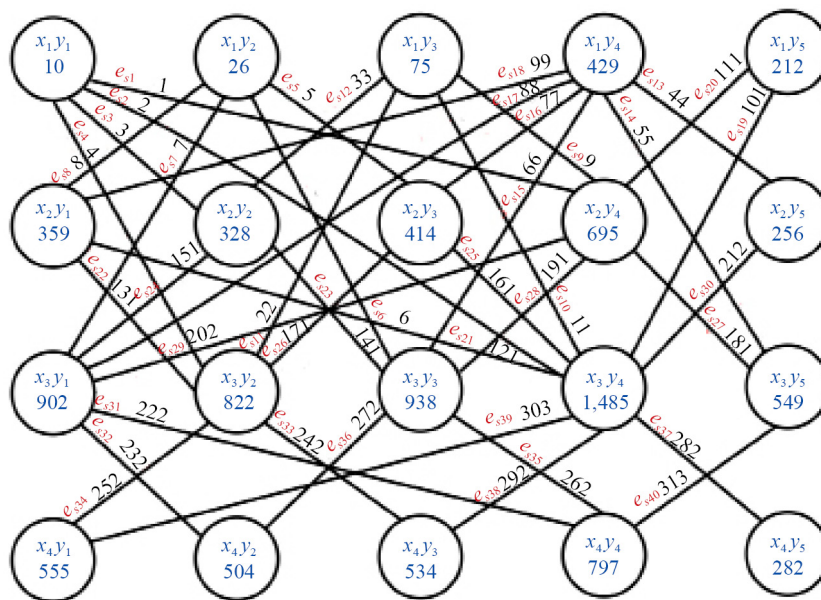 x1y1 x1y2 x1y3 x1y4 x1y5
10 26 75 429 212
es1 1 es5 5 es12 33 es18 99 es13 44 es20 111
es2 2 es17 88
es3 3 es16 77 es14 55 es19 101
es4 4 es7 7 es9 9
es8 8 es15 66
x2y1 x2y2 x2y3 x2y4 x2y5
359 328 414 695 256
es22 131 es24 151 es25 161 es28 191 es30 212
es23 141 es10 11 es27 181
es29 202 es11 22 es6 6 es21 121
es26 171
x3y1 x3y2 x3y3 x3y4 x3y5
902 822 938 1,485 549
es31 222 es33 242 es36 272 es39 303 es37 282
es32 232 es35 262
es34 252 es38 292 es40 313
x4y1 x4y2 x4y3 x4y4 x4y5
555 504 534 797 282